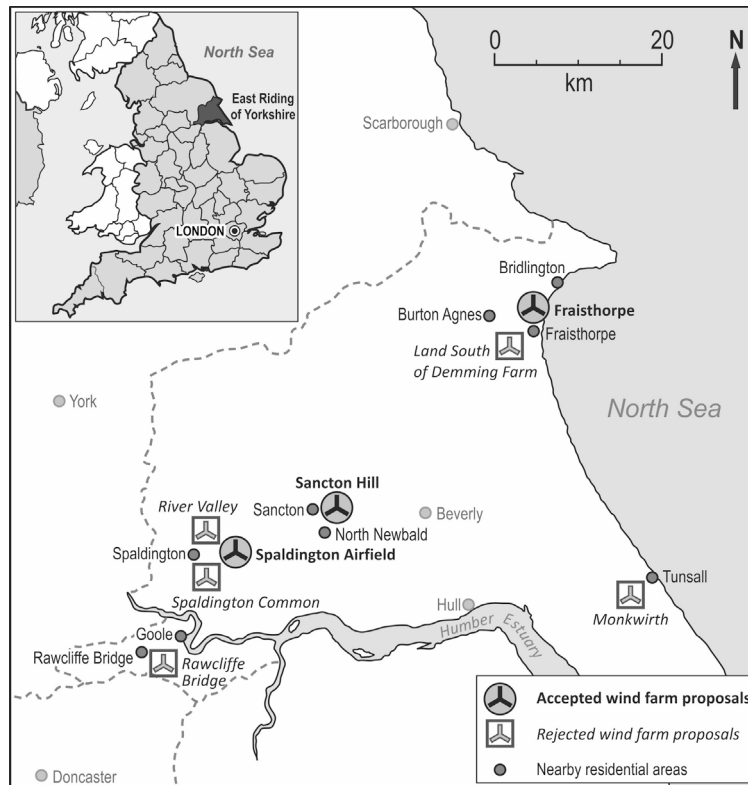 North Sea
East Riding
of Yorkshire
LONDON
0 20
km
N
Scarborough
Bridlington
Burton Agnes
Fraisthorpe
Fraisthorpe
Land South
of Demming Farm
York
North Sea
Sancton Hill
River Valley
Sancton
Beverly
North Newbald
Spaldington
Spaldington Airfield
Spaldington Common
Tunsall
Monkwirth
Hull
Humber Estuary
Goole
Rawcliffe Bridge
Rawcliffe
Bridge
Doncaster
Accepted wind farm proposals
Rejected wind farm proposals
Nearby residential areas